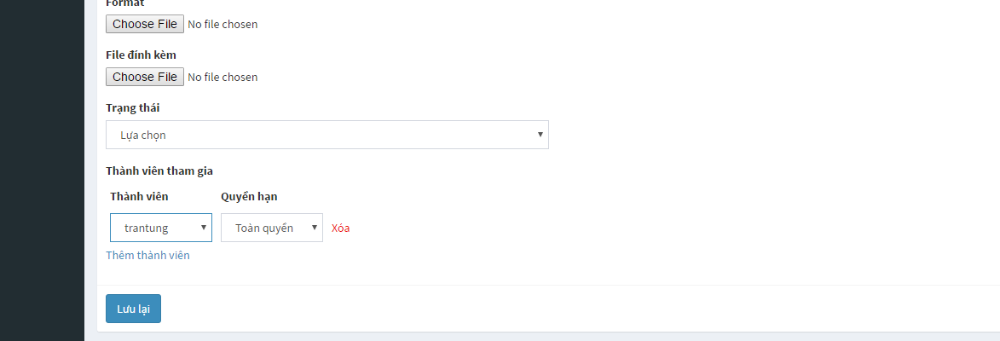 Format
Choose File No file chosen
File đính kèm
Choose File No file chosen
Trạng thái
Lựa chọn
Thành viên tham gia
Thành viên Quyền hạn
trantung Toàn quyền Xóa
Thêm thành viên
Lưu lại